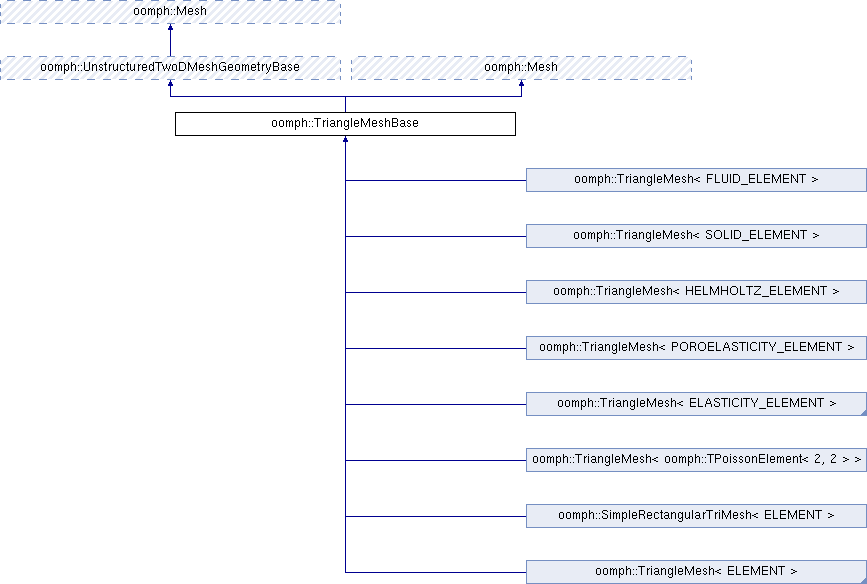 oomph::Mesh
oomph::UnstructuredTwoDMeshGeometryBase
oomph::Mesh
oomph::TriangleMeshBase
oomph::TriangleMesh< FLUID_ELEMENT >
oomph::TriangleMesh< SOLID_ELEMENT >
oomph::TriangleMesh< HELMHOLTZ_ELEMENT >
oomph::TriangleMesh< POROELASTICITY_ELEMENT >
oomph::TriangleMesh< ELASTICITY_ELEMENT >
oomph::TriangleMesh< oomph::TPoissonElement< 2, 2 > >
oomph::SimpleRectangularTriMesh< ELEMENT >
oomph::TriangleMesh< ELEMENT >